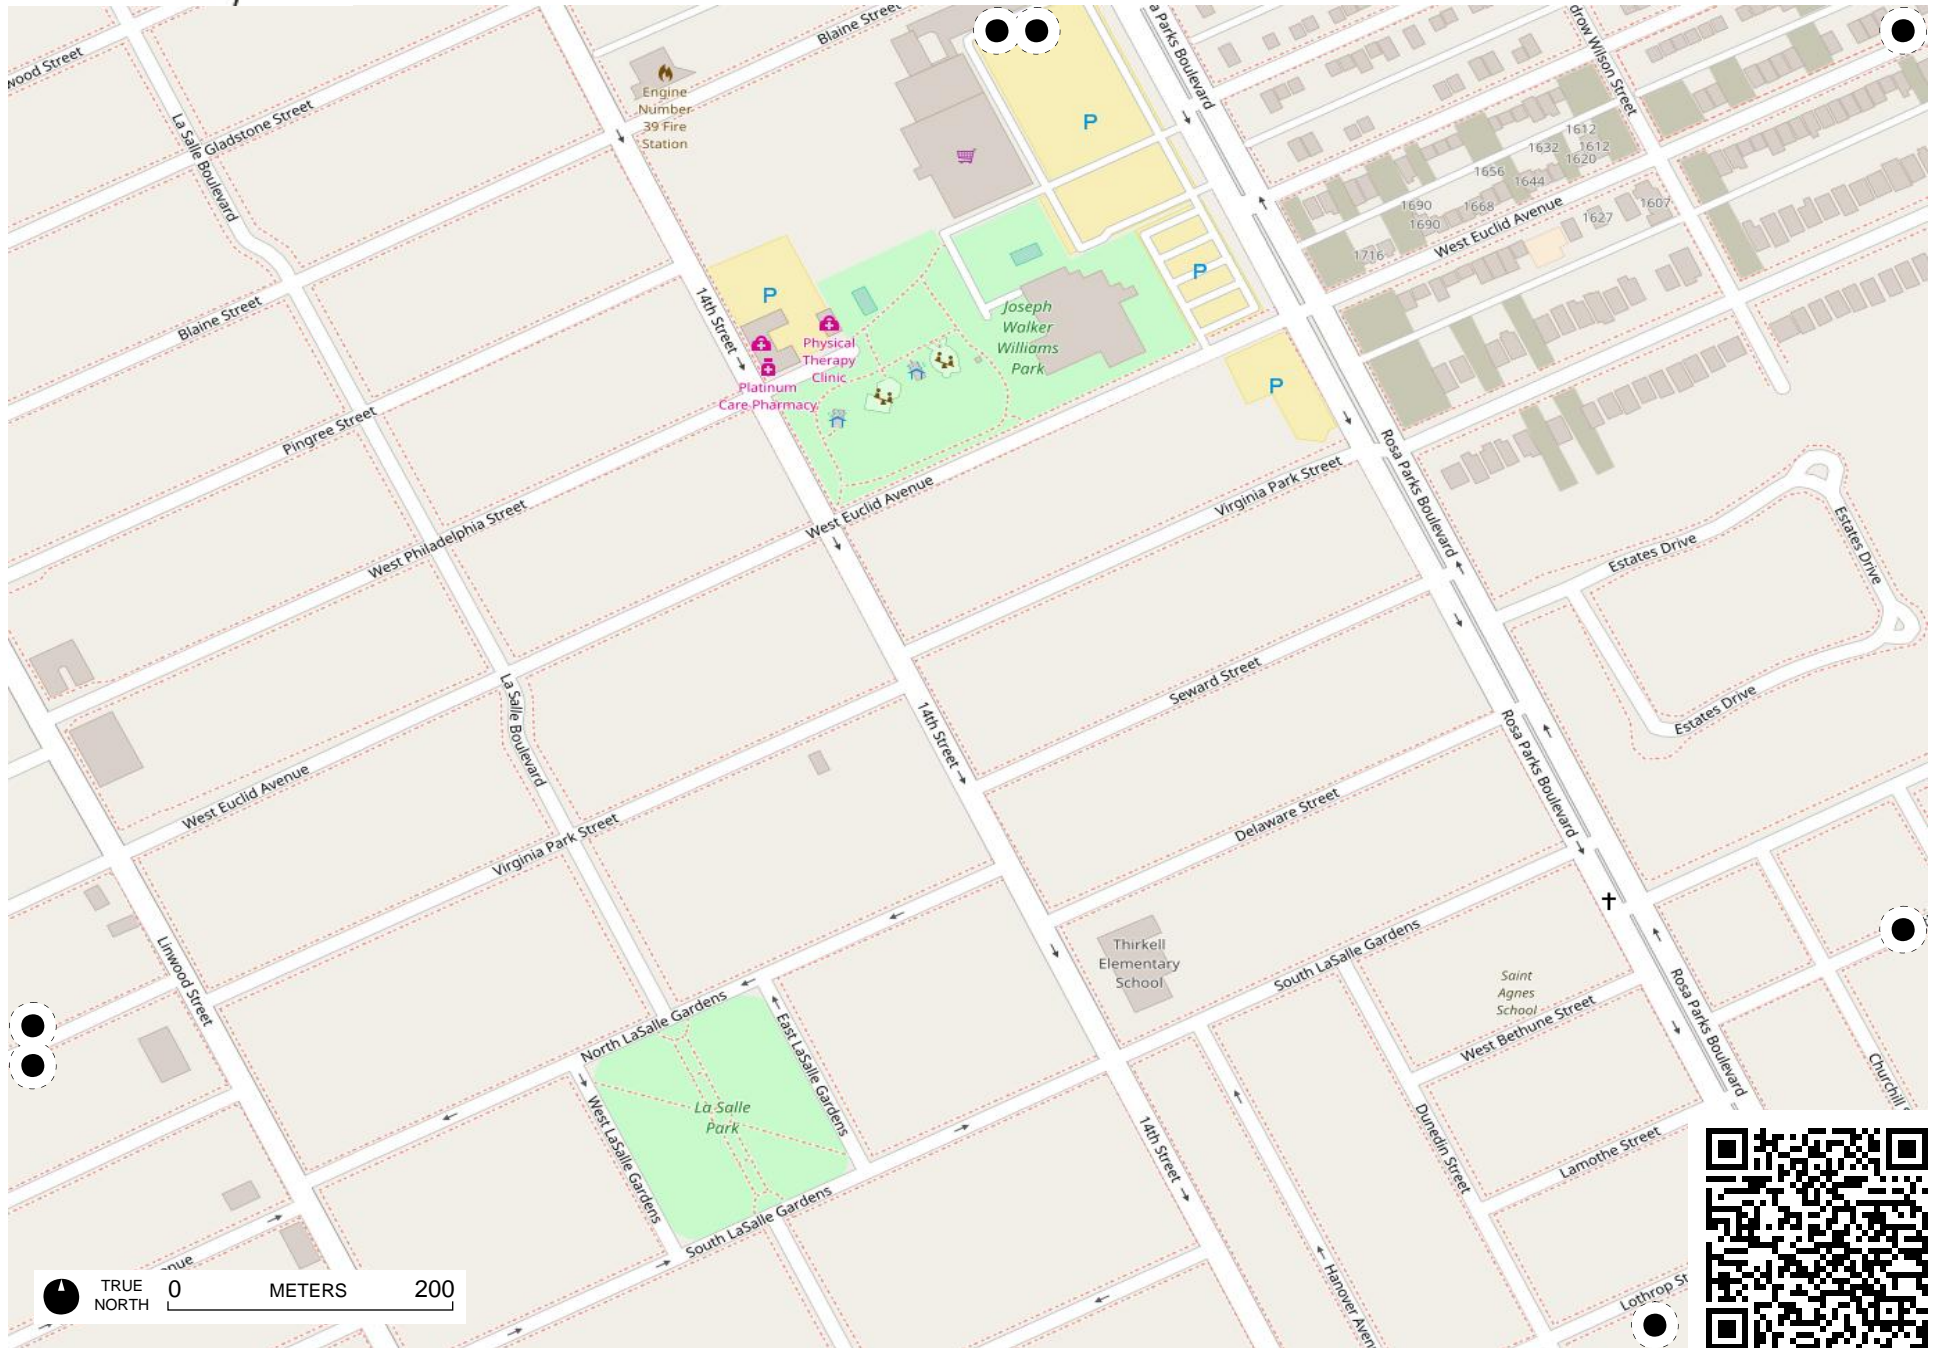 Blaine Street
La Salle Boulevard
Gladstone Street
Engine
Number
39 Fire
Station
P
1612
1632
1612
1620
1656
1644
1690
1668
1690
1627
1607
1716
West Euclid Avenue
P
P
Blaine Street
14th Street
Joseph
Walker
Williams
Park
Physical
Therapy
Clinic
Platinum
Care Pharmacy
P
Pingree Street
Rosa Parks Boulevard
Virginia Park Street
West Euclid Avenue
West Philadelphia Street
Estates Drive
Estates Drive
La Salle Boulevard
Seward Street
Estates Drive
14th Street
Rosa Parks Boulevard
West Euclid Avenue
Delaware Street
Virginia Park Street
Linwood Street
Thirkell
Elementary
School
South LaSalle Gardens
Saint
Agnes
School
Rosa Parks Boulevard
North LaSalle Gardens
East LaSalle Gardens
West Bethune Street
La Salle
Park
West LaSalle Gardens
14th Street
Dunedin Street
Lamothe Street
Churchill
South LaSalle Gardens
Hanover Aven
Lothrop St
TRUE
NORTH
0 METERS 200